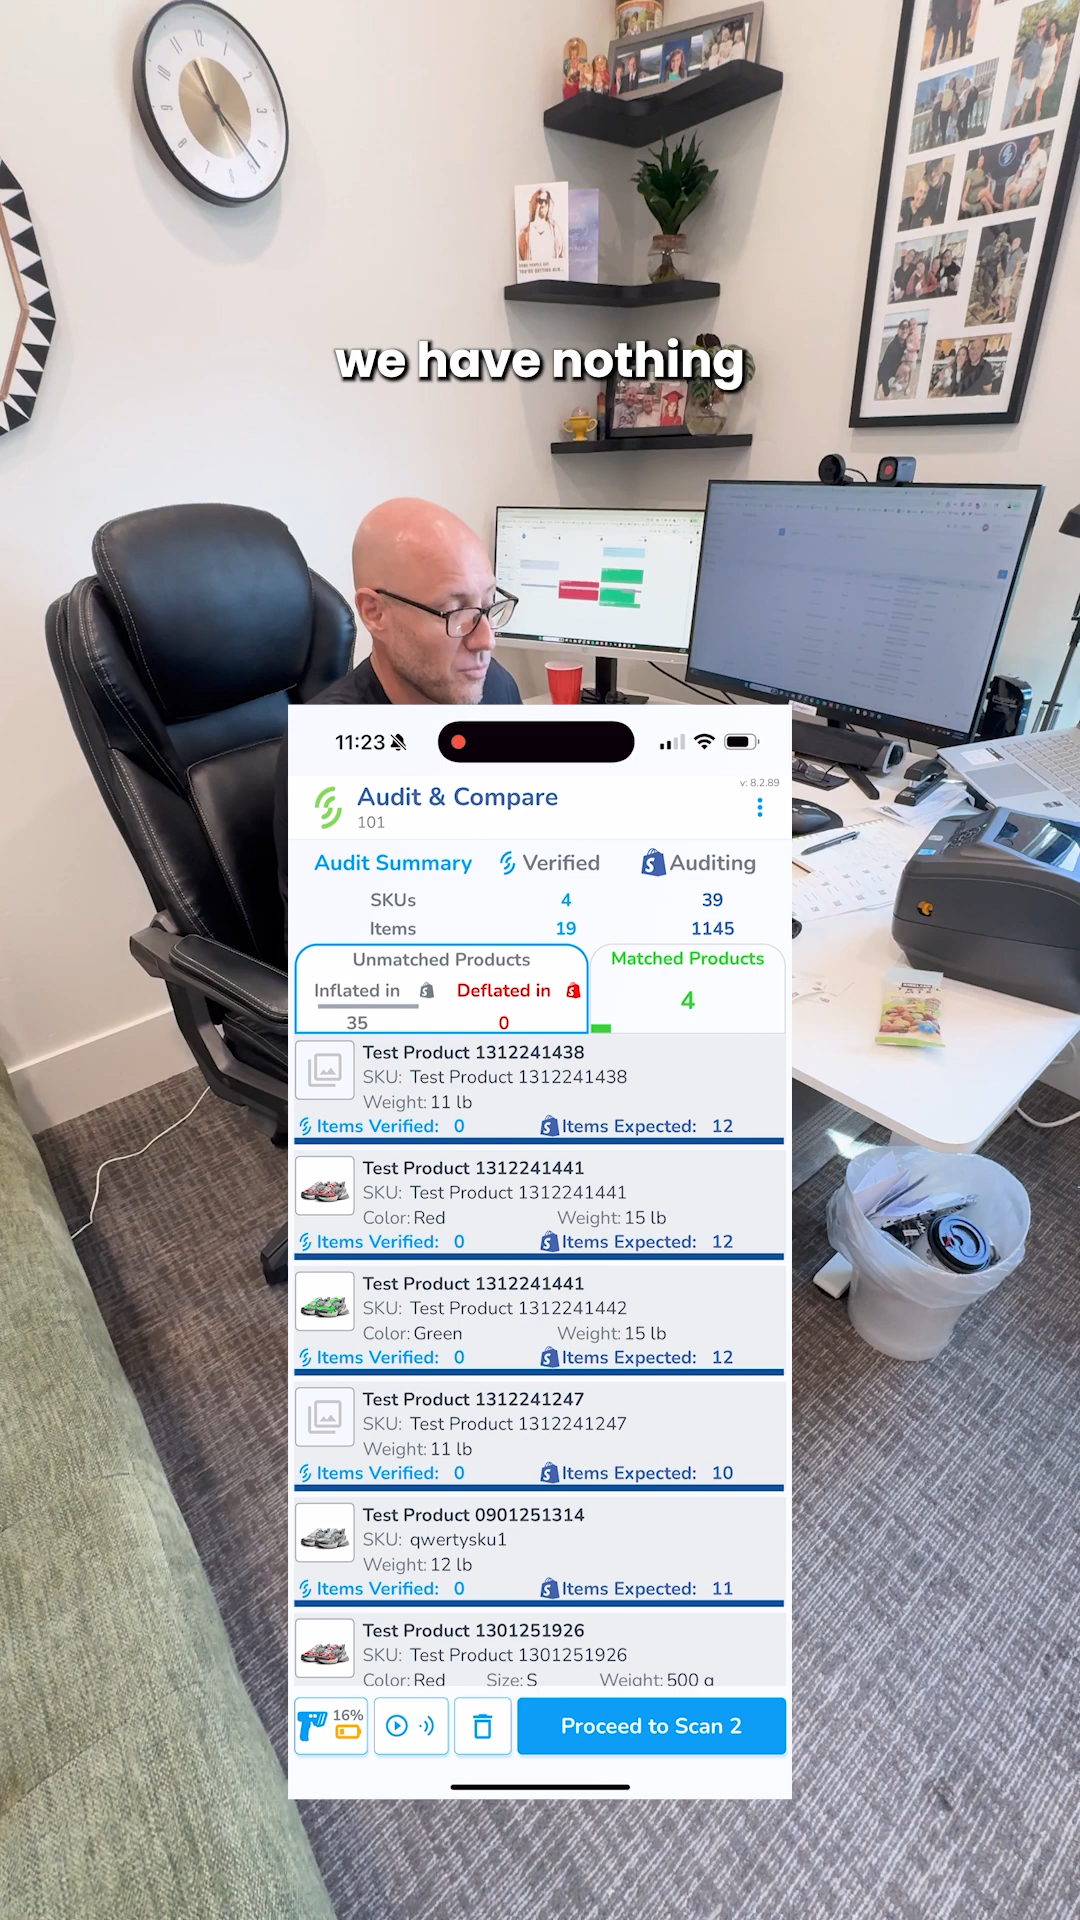 we have nothing
11:23
v: 8.2.89
Audit & Compare
101
Audit Summary Verified Auditing
SKUs 4 39
Items 19 1145
Unmatched Products
Matched Products
Inflated in Deflated in
4
35 0
Test Product 1312241438
SKU: Test Product 1312241438
Weight: 11 lb
Items Verified: 0 Items Expected: 12
Test Product 1312241441
SKU: Test Product 1312241441
Color: Red Weight: 15 lb
Items Verified: 0 Items Expected: 12
Test Product 1312241441
SKU: Test Product 1312241442
Color: Green Weight: 15 lb
Items Verified: 0 Items Expected: 12
Test Product 1312241247
SKU: Test Product 1312241247
Weight: 11 lb
Items Verified: 0 Items Expected: 10
Test Product 0901251314
SKU: qwertysku1
Weight: 12 lb
Items Verified: 0 Items Expected: 11
Test Product 1301251926
SKU: Test Product 1301251926
Color: Red Size: S Weight: 500 g
16%
Proceed to Scan 2